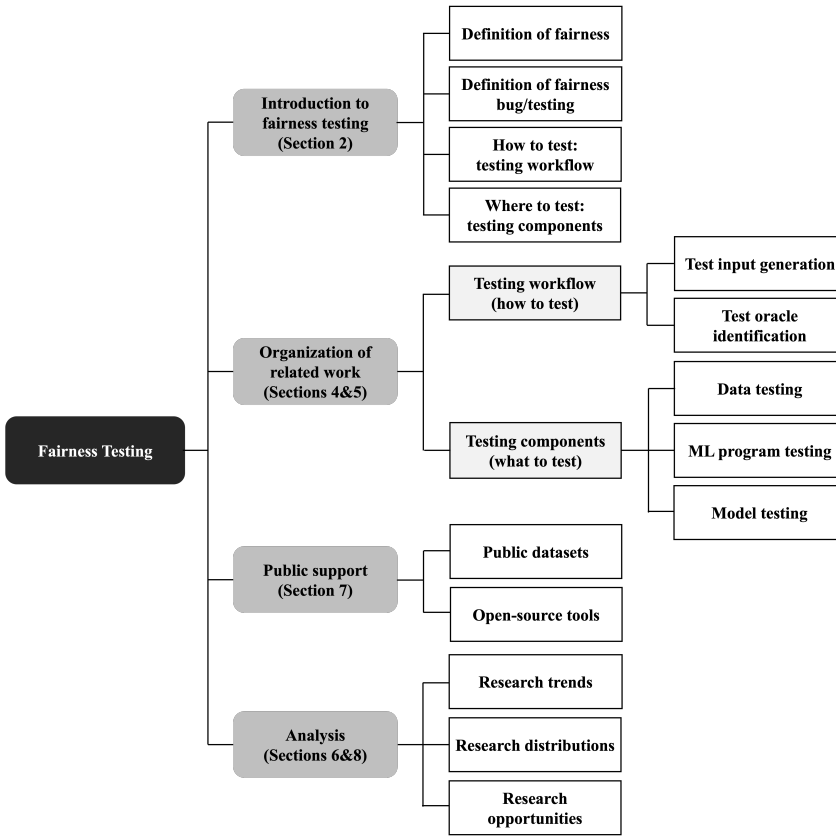 Fairness Testing
Introduction to
fairness testing
(Section 2)
Definition of fairness
Definition of fairness
bug/testing
How to test:
testing workflow
Where to test:
testing components
Organization of
related work
(Sections 4&5)
Testing workflow
(how to test)
Test input generation
Test oracle
identification
Testing components
(what to test)
Data testing
ML program testing
Model testing
Public support
(Section 7)
Public datasets
Open-source tools
Analysis
(Sections 6&8)
Research trends
Research distributions
Research
opportunities